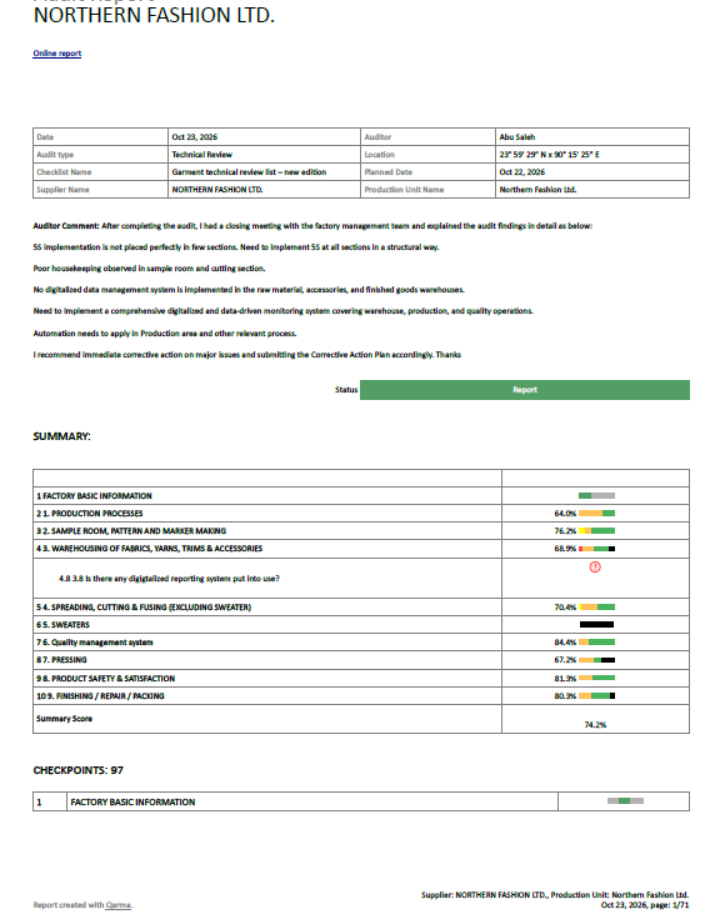 Audit Report
NORTHERN FASHION LTD.
Online report
Date Oct 23, 2026 Auditor Abu Saleh
Audit type Technical Review Location 23° 59' 29" N x 90° 15' 25" E
Checklist Name Garment technical review list – new edition Planned Date Oct 22, 2026
Supplier Name NORTHERN FASHION LTD. Production Unit Name Northern Fashion Ltd.
Auditor Comment: After completing the audit, I had a closing meeting with the factory management team and explained the audit findings in detail as below:
5S implementation is not placed perfectly in few sections. Need to implement 5S at all sections in a structural way.
Poor housekeeping observed in sample room and cutting section.
No digitalized data management system is implemented in the raw material, accessories, and finished goods warehouses.
Need to implement a comprehensive digitalized and data-driven monitoring system covering warehouse, production, and quality operations.
Automation needs to apply in Production area and other relevant process.
I recommend immediate corrective action on major issues and submitting the Corrective Action Plan accordingly. Thanks
Status Report
SUMMARY:
1 FACTORY BASIC INFORMATION
2 1. PRODUCTION PROCESSES 64.0%
3 2. SAMPLE ROOM, PATTERN AND MARKER MAKING 76.2%
4 3. WAREHOUSING OF FABRICS, YARNS, TRIMS & ACCESSORIES 68.9%
4.8 3.8 Is there any digigtalized reporting system put into use?
5 4. SPREADING, CUTTING & FUSING (EXCLUDING SWEATER) 70.4%
6 5. SWEATERS
7 6. Quality management system 84.4%
8 7. PRESSING 67.2%
9 8. PRODUCT SAFETY & SATISFACTION 81.3%
10 9. FINISHING / REPAIR / PACKING 80.3%
Summary Score 74.2%
CHECKPOINTS: 97
1 FACTORY BASIC INFORMATION
Supplier: NORTHERN FASHION LTD., Production Unit: Northern Fashion Ltd.
Report created with Qarma. Oct 23, 2026, page: 1/71